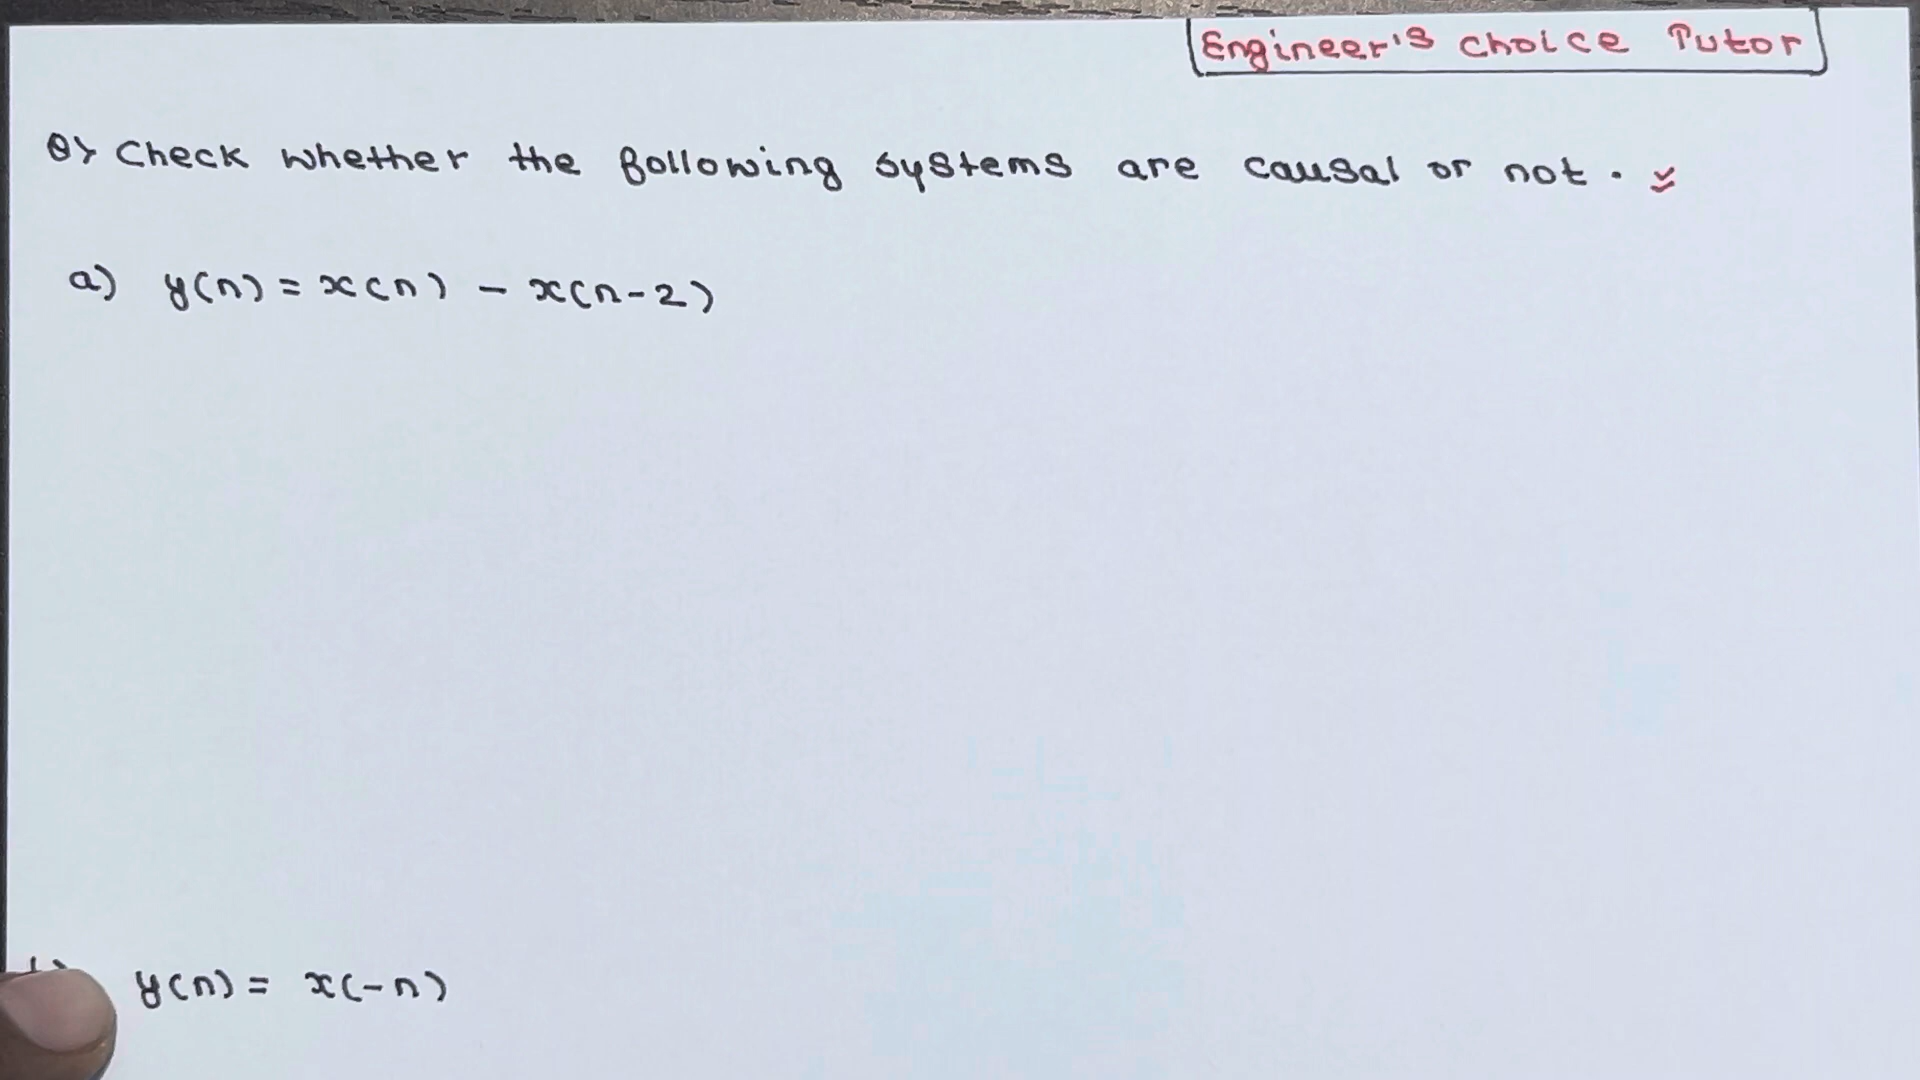 Engineer's choice Tutor
Q> Check whether the following systems are causal or not.
a) y(n) = x(n) - x(n-2)
y(n) = x(-n)